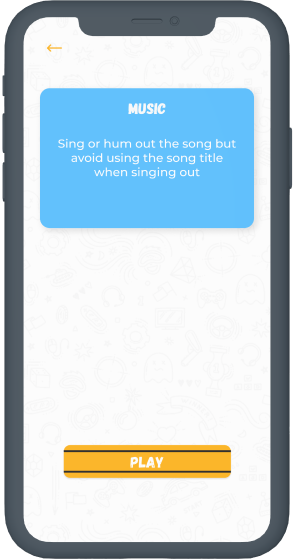 MUSIC
Sing or hum out the song but
avoid using the song title
when singing out
PLAY